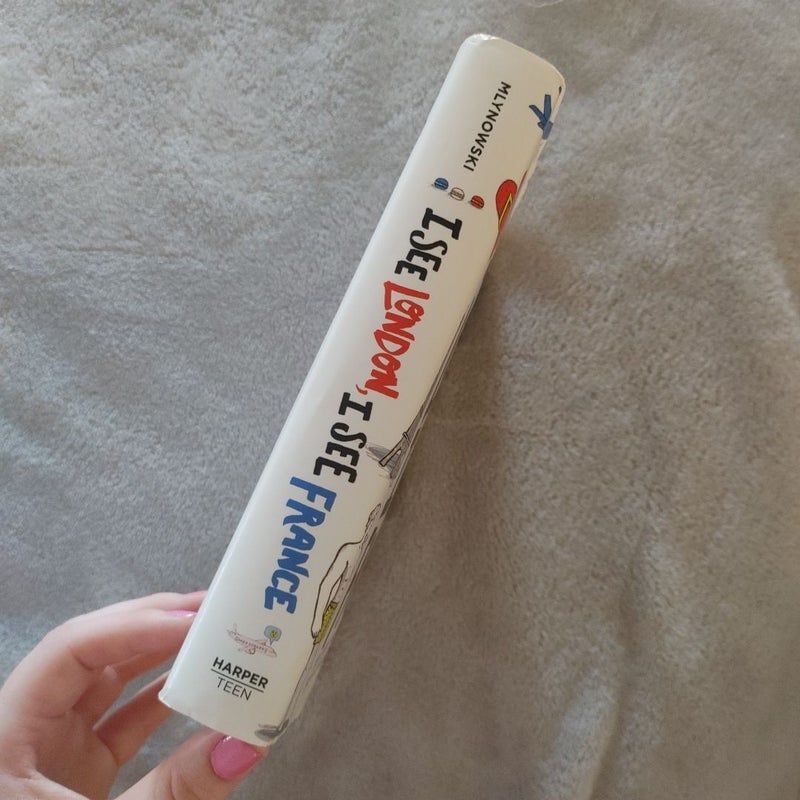 MLYNOWSKI
I SEE LONDON, I SEE FRANCE
HARPER
TEEN